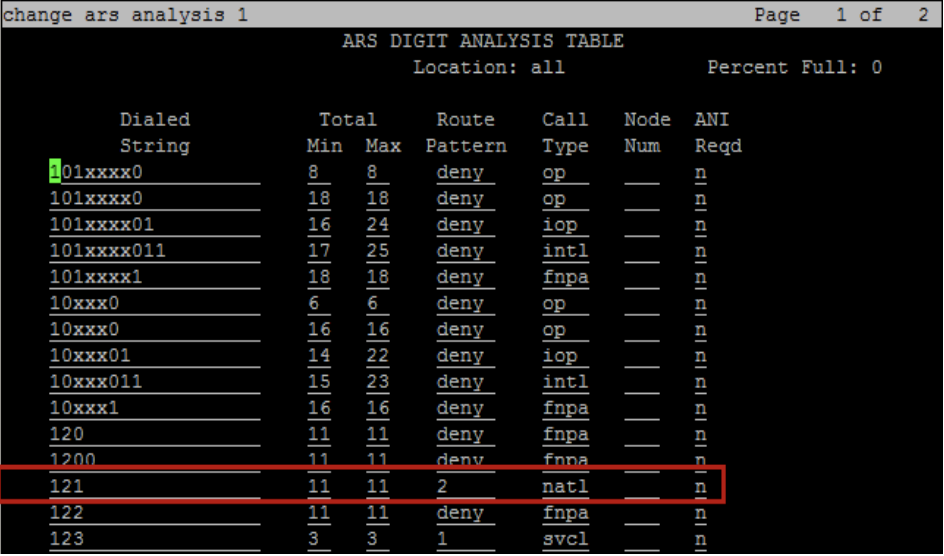 change ars analysis 1 Page 1 of 2
ARS DIGIT ANALYSIS TABLE
Location: all Percent Full: 0
Dialed Total Route Call Node ANI
String Min Max Pattern Type Num Reqd
101xxxx0 8 8 deny op n
101xxxx0 18 18 deny op n
101xxxx01 16 24 deny iop n
101xxxx011 17 25 deny intl n
101xxxx1 18 18 deny fnpa n
10xxx0 6 6 deny op n
10xxx0 16 16 deny op n
10xxx01 14 22 deny iop n
10xxx011 15 23 deny intl n
10xxx1 16 16 deny fnpa n
120 11 11 deny fnpa n
1200 11 11 deny fnpa n
121 11 11 2 natl n
122 11 11 deny fnpa n
123 3 3 1 svcl n